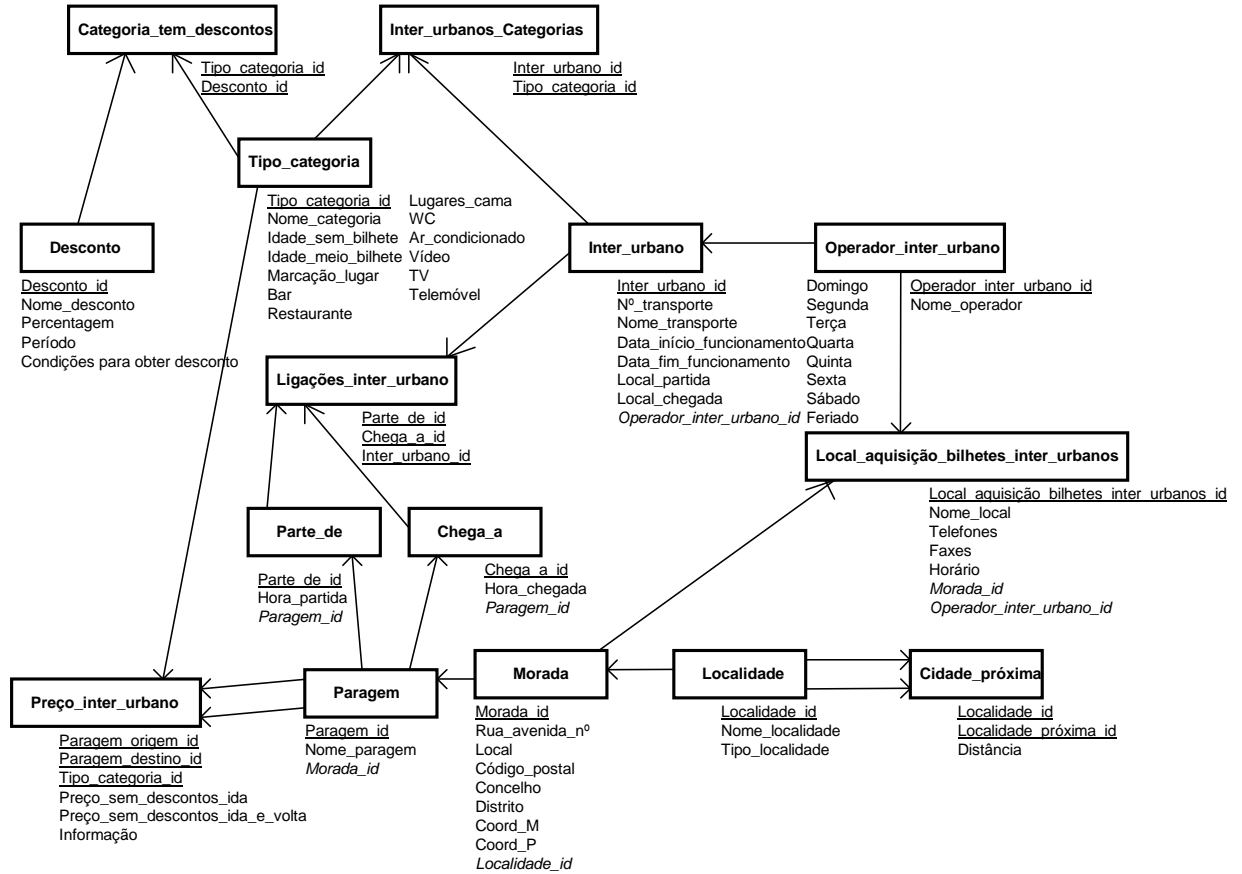 Categoria_tem_descontos
Tipo_categoria_id
Desconto_id
Inter_urbanos_Categorias
Inter_urbano_id
Tipo_categoria_id
Tipo_categoria
Tipo_categoria_id
Nome_categoria
Idade_sem_bilhete
Idade_meio_bilhete
Marcação_lugar
Bar
Restaurante
Lugares_cama
WC
Ar_condicionado
Vídeo
TV
Telemóvel
Desconto
Desconto_id
Nome_desconto
Percentagem
Período
Condições para obter desconto
Inter_urbano
Inter_urbano_id
Nº_transporte
Nome_transporte
Data_início_funcionamento
Data_fim_funcionamento
Local_partida
Local_chegada
Operador_inter_urbano_id
Domingo
Segunda
Terça
Quarta
Quinta
Sexta
Sábado
Feriado
Operador_inter_urbano
Operador_inter_urbano_id
Nome_operador
Ligações_inter_urbano
Parte_de_id
Chega_a_id
Inter_urbano_id
Local_aquisição_bilhetes_inter_urbanos
Local_aquisição_bilhetes_inter_urbanos_id
Nome_local
Telefones
Faxes
Horário
Morada_id
Operador_inter_urbano_id
Parte_de
Parte_de_id
Hora_partida
Paragem_id
Chega_a
Chega_a_id
Hora_chegada
Paragem_id
Preço_inter_urbano
Paragem_origem_id
Paragem_destino_id
Tipo_categoria_id
Preço_sem_descontos_ida
Preço_sem_descontos_ida_e_volta
Informação
Paragem
Paragem_id
Nome_paragem
Morada_id
Morada
Morada_id
Rua_avenida_nº
Local
Código_postal
Concelho
Distrito
Coord_M
Coord_P
Localidade_id
Localidade
Localidade_id
Nome_localidade
Tipo_localidade
Cidade_próxima
Localidade_id
Localidade_próxima_id
Distância